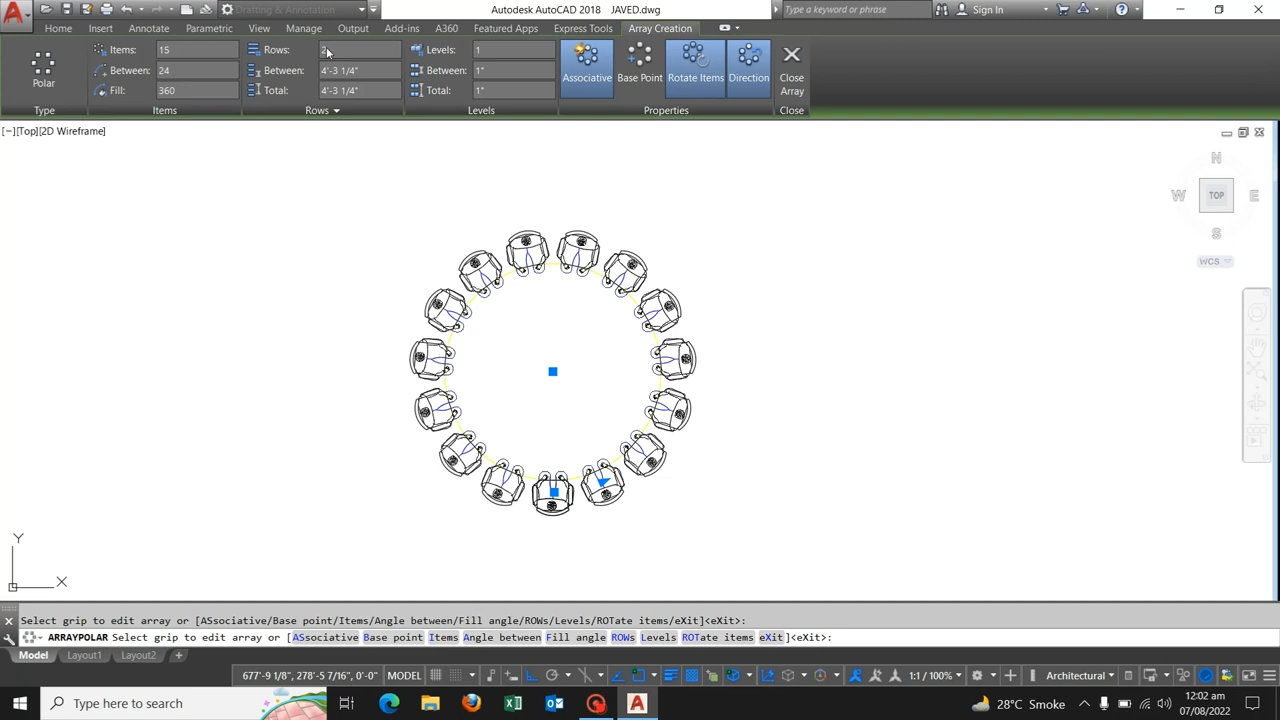 Drafting & Annotation
Autodesk AutoCAD 2018 JAVED.dwg
Type a keyword or phrase
Sign In
Home Insert Annotate Parametric View Manage Output Add-ins A360 Featured Apps Express Tools Array Creation
Items: 15 Rows: 2 Levels: 1
Between: 24 Between: 4'-3 1/4" Between: 1"
Fill: 360 Total: 4'-3 1/4" Total: 1"
Polar Associative Base Point Rotate Items Direction Close Array
Type Items Rows Levels Properties Close
[−][Top][2D Wireframe]
N
W TOP E
S
WCS
Y
X
Select grip to edit array or [ASsociative/Base point/Items/Angle between/Fill angle/ROWs/Levels/ROTate items/eXit]<eXit>:
ARRAYPOLAR Select grip to edit array or [ASsociative Base point Items Angle between Fill angle ROWs Levels ROTate items eXit]<eXit>:
Model Layout1 Layout2 +
677'-9 1/8", 278'-5 7/16", 0'-0" MODEL 1:1 / 100% Architectural
Type here to search
28°C Smoke
12:02 am
07/08/2022